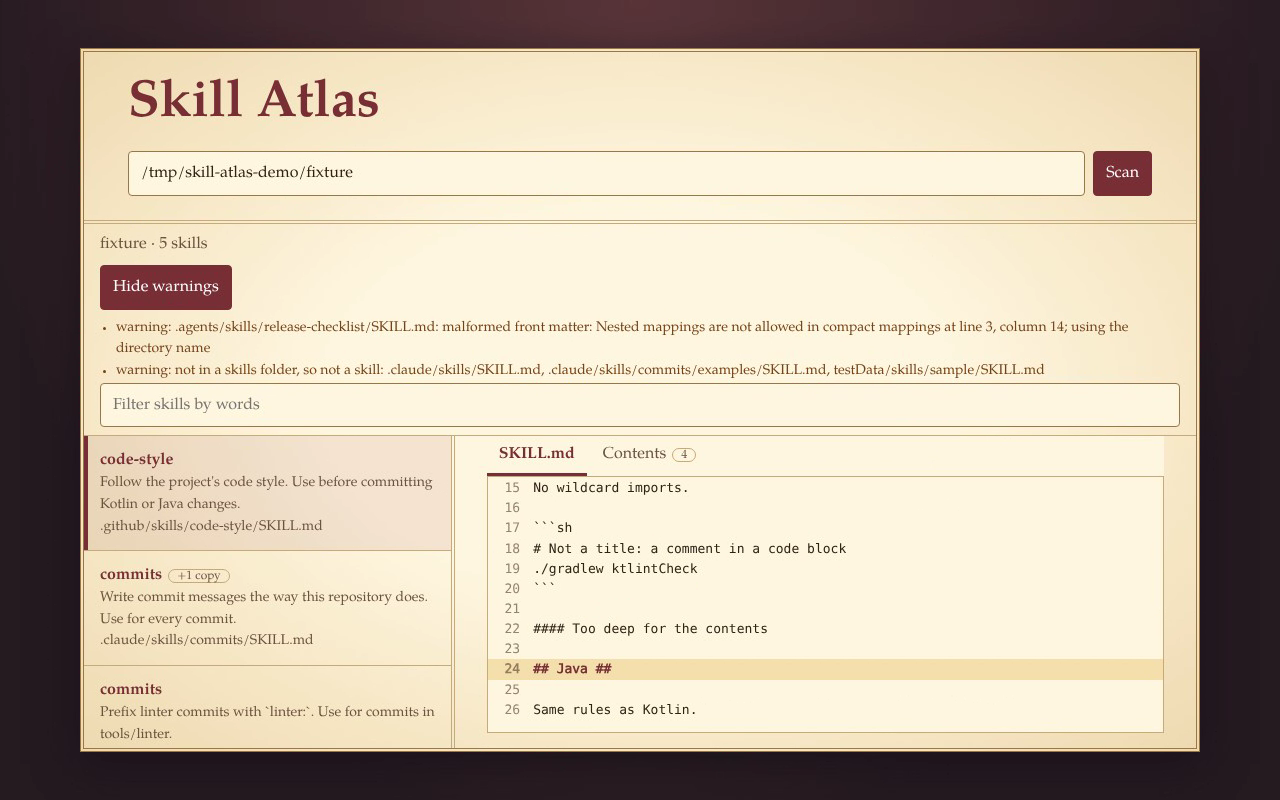 Skill Atlas
/tmp/skill-atlas-demo/fixture
Scan
fixture · 5 skills
Hide warnings
• warning: .agents/skills/release-checklist/SKILL.md: malformed front matter: Nested mappings are not allowed in compact mappings at line 3, column 14; using the
directory name
• warning: not in a skills folder, so not a skill: .claude/skills/SKILL.md, .claude/skills/commits/examples/SKILL.md, testData/skills/sample/SKILL.md
Filter skills by words
code-style
Follow the project's code style. Use before committing
Kotlin or Java changes.
.github/skills/code-style/SKILL.md
commits +1 copy
Write commit messages the way this repository does.
Use for every commit.
.claude/skills/commits/SKILL.md
commits
Prefix linter commits with `linter:`. Use for commits in
tools/linter.
SKILL.md Contents 4
15 No wildcard imports.
16
17 ```sh
18 # Not a title: a comment in a code block
19 ./gradlew ktlintCheck
20 ```
21
22 #### Too deep for the contents
23
24 ## Java ##
25
26 Same rules as Kotlin.